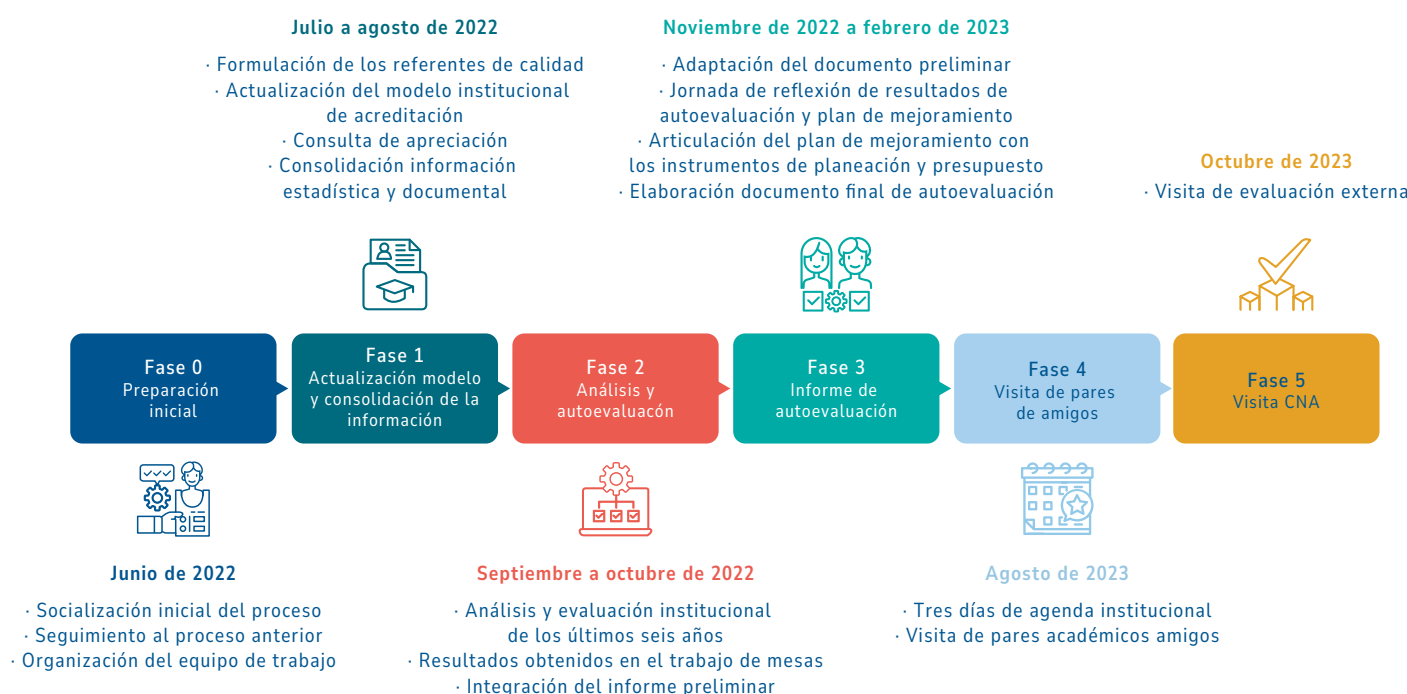 Julio a agosto de 2022
· Formulación de los referentes de calidad
· Actualización del modelo institucional
de acreditación
· Consulta de apreciación
· Consolidación información
estadística y documental
Noviembre de 2022 a febrero de 2023
· Adaptación del documento preliminar
· Jornada de reflexión de resultados de
autoevaluación y plan de mejoramiento
· Articulación del plan de mejoramiento con
los instrumentos de planeación y presupuesto
· Elaboración documento final de autoevaluación
Octubre de 2023
· Visita de evaluación externa
Fase 0
Preparación
inicial
Fase 1
Actualización modelo
y consolidación de la
información
Fase 2
Análisis y
autoevaluacón
Fase 3
Informe de
autoevaluación
Fase 4
Visita de pares
de amigos
Fase 5
Visita CNA
Junio de 2022
· Socialización inicial del proceso
· Seguimiento al proceso anterior
· Organización del equipo de trabajo
Septiembre a octubre de 2022
· Análisis y evaluación institucional
de los últimos seis años
· Resultados obtenidos en el trabajo de mesas
· Integración del informe preliminar
Agosto de 2023
· Tres días de agenda institucional
· Visita de pares académicos amigos